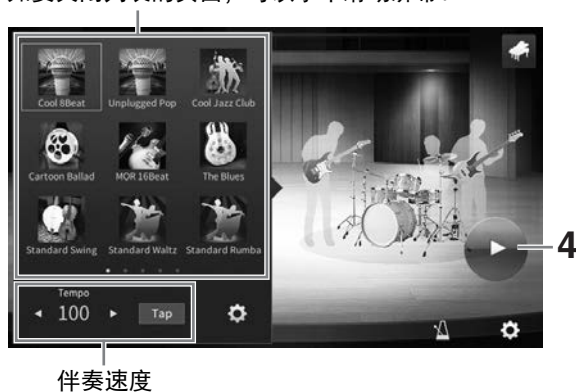 Cool 8Beat
Unplugged Pop
Cool Jazz Club
Cartoon Ballad
MOR 16Beat
The Blues
Standard Swing
Standard Waltz
Standard Rumba
4
Tempo
100
Tap
伴奏速度